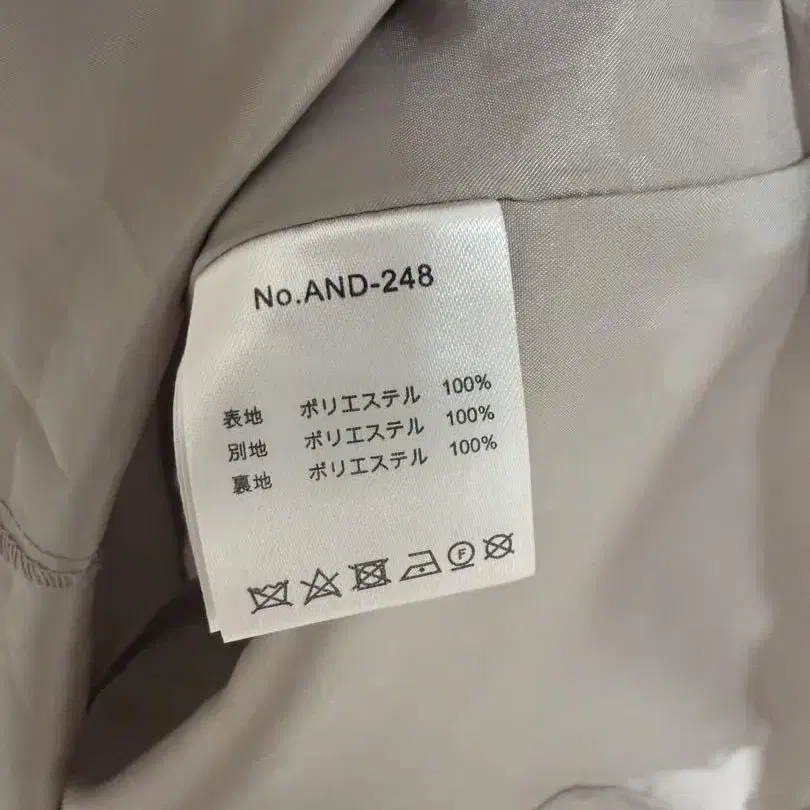 No.AND-248
表地 ポリエステル 100%
別地 ポリエステル 100%
裏地 ポリエステル 100%
F